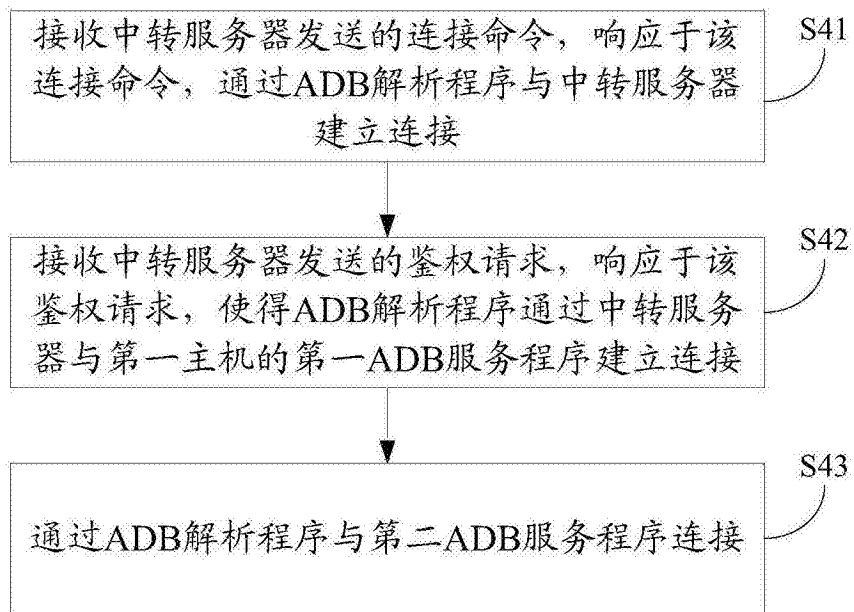 接收中转服务器发送的连接命令，响应于该
连接命令，通过ADB解析程序与中转服务器
建立连接
S41
接收中转服务器发送的鉴权请求，响应于该
鉴权请求，使得ADB解析程序通过中转服务
器与第一主机的第一ADB服务程序建立连接
S42
通过ADB解析程序与第二ADB服务程序连接
S43